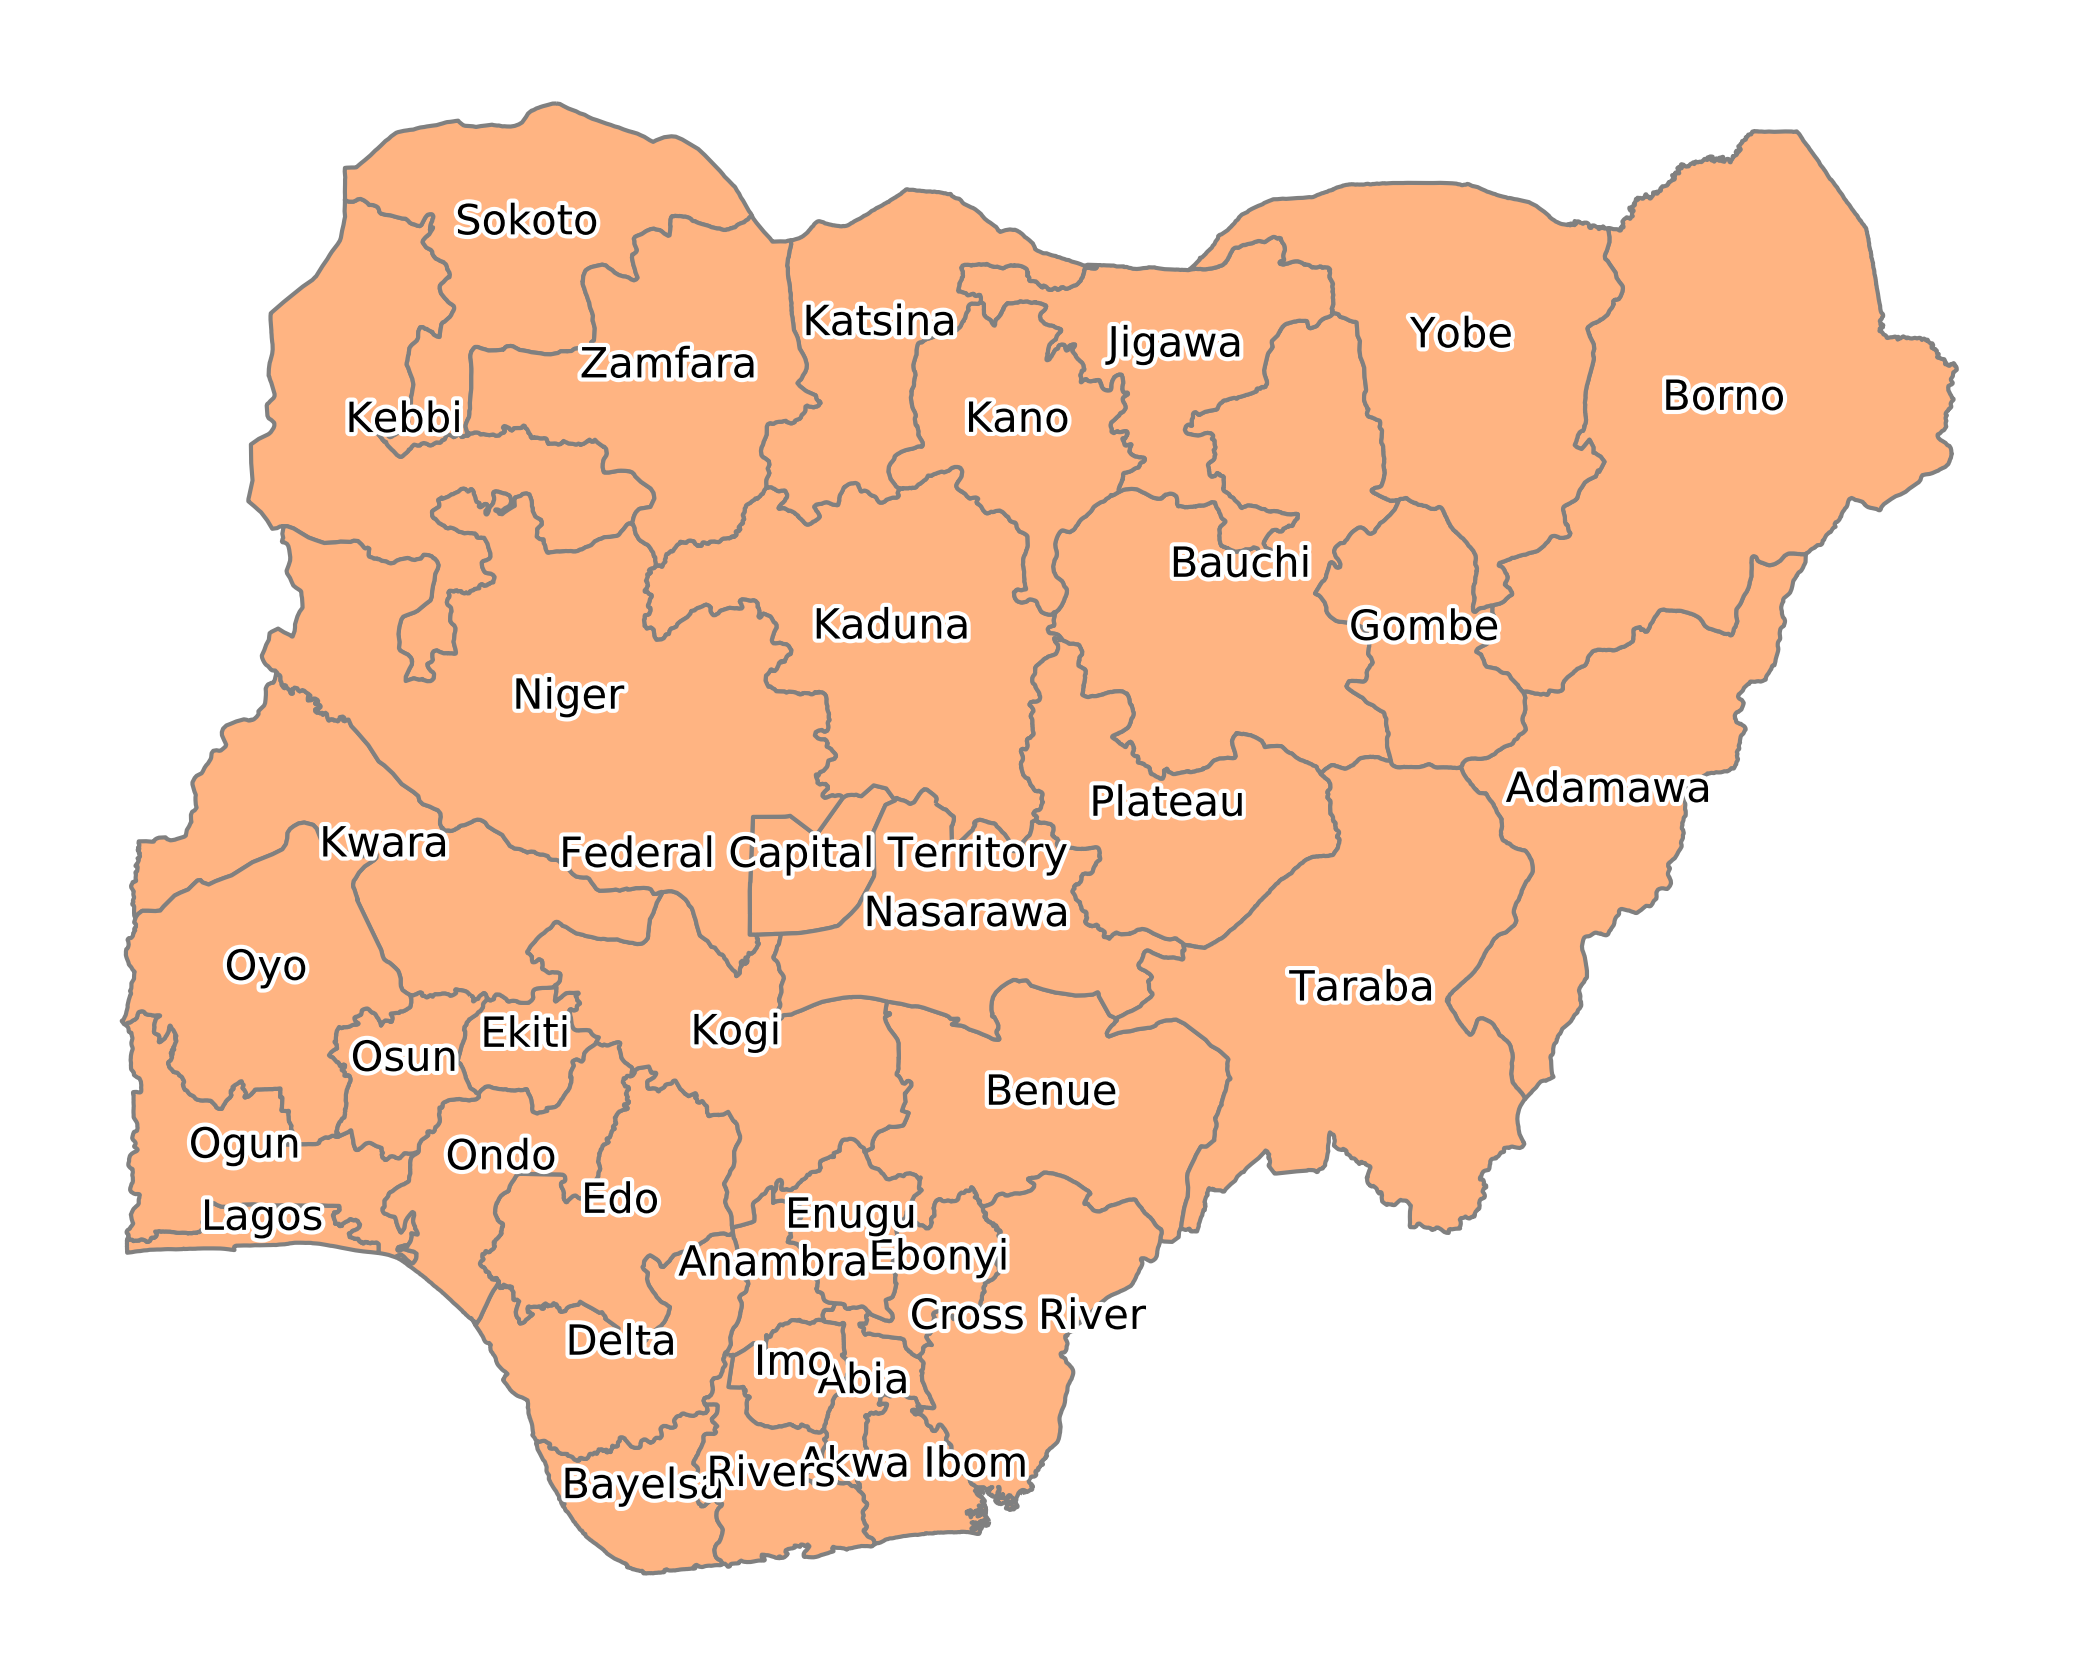 Sokoto
Katsina
Jigawa
Yobe
Zamfara
Borno
Kebbi
Kano
Bauchi
Kaduna
Gombe
Niger
Adamawa
Plateau
Kwara
Federal Capital Territory
Nasarawa
Oyo
Taraba
Ekiti
Kogi
Osun
Benue
Ogun
Ondo
Edo
Lagos
Enugu
Anambra
Ebonyi
Cross River
Delta
Imo
Abia
Akwa Ibom
Rivers
Bayelsa